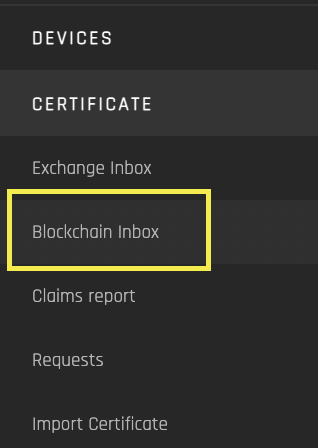 DEVICES
CERTIFICATE
Exchange Inbox
Blockchain Inbox
Claims report
Requests
Import Certificate